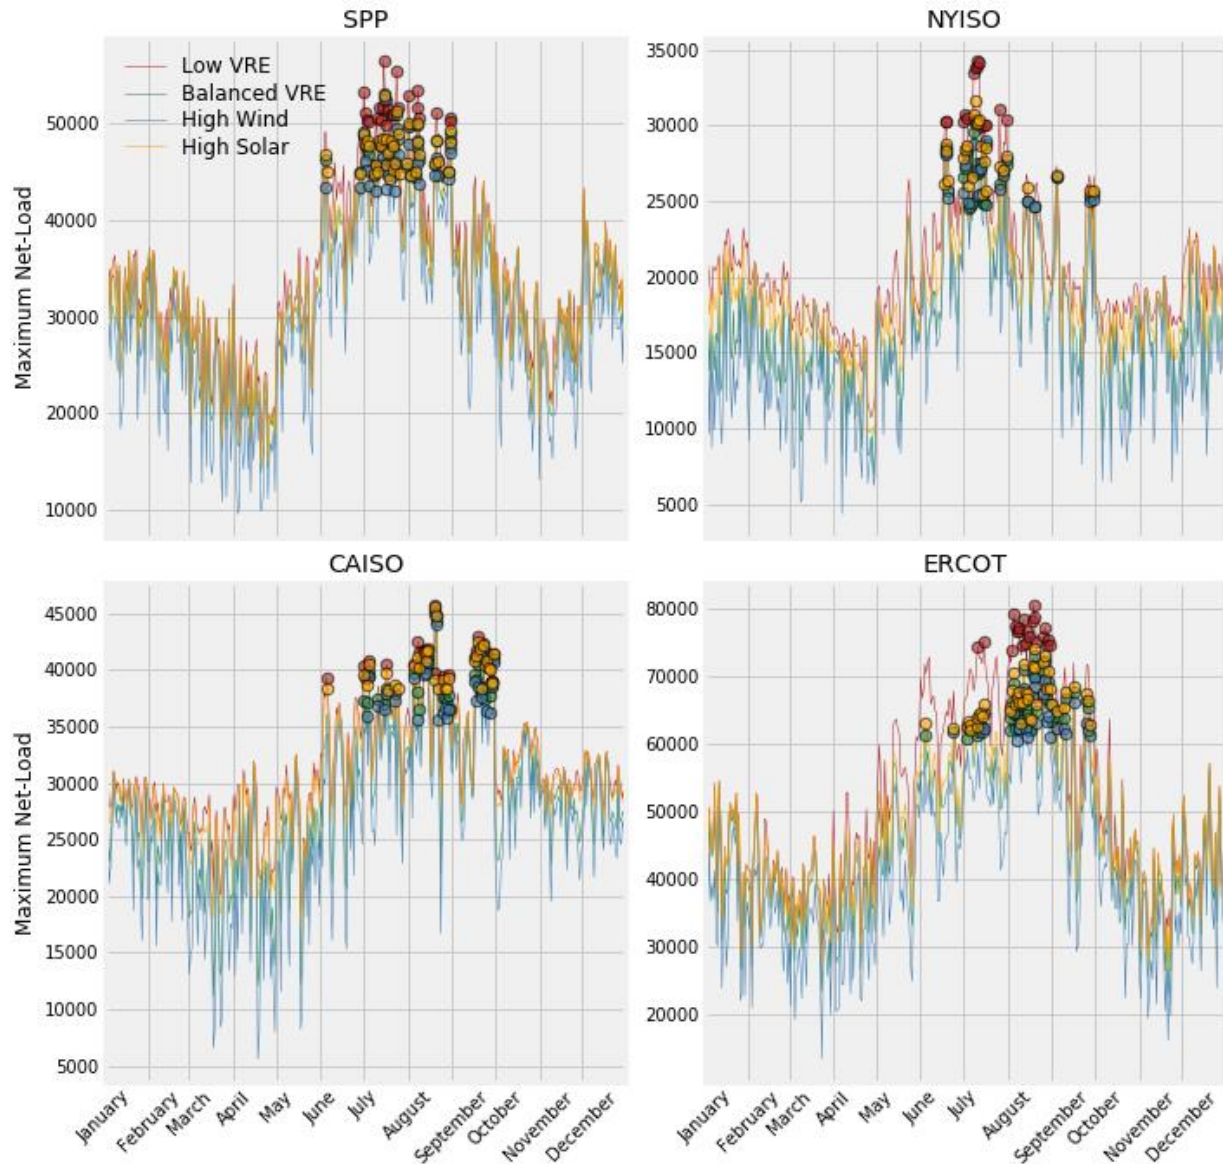 SPP
Low VRE
Balanced VRE
High Wind
High Solar
Maximum Net-Load
50000
40000
30000
20000
10000
NYISO
35000
30000
25000
20000
15000
10000
5000
CAISO
Maximum Net-Load
45000
40000
35000
30000
25000
20000
15000
10000
5000
January
February
March
April
May
June
July
August
September
October
November
December
ERCOT
80000
70000
60000
50000
40000
30000
20000
January
February
March
April
May
June
July
August
September
October
November
December